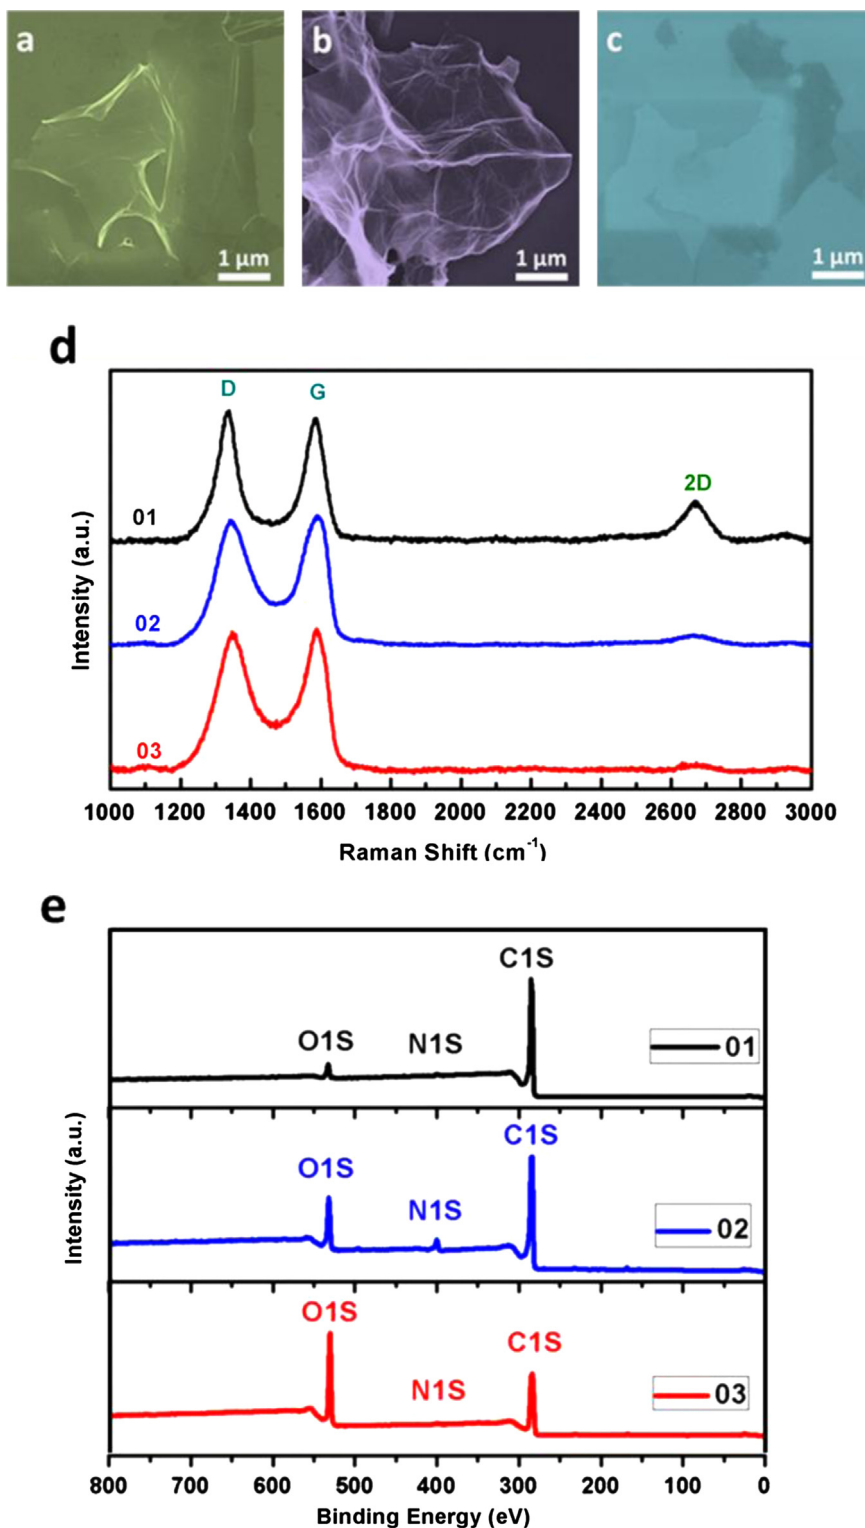 a
b
c
1 μm
1 μm
1 μm
d
D
G
2D
01
02
03
Intensity (a.u.)
1000 1200 1400 1600 1800 2000 2200 2400 2600 2800 3000
Raman Shift (cm⁻¹)
e
C1S
O1S
N1S
01
C1S
O1S
N1S
02
O1S
C1S
N1S
03
Intensity (a.u.)
800 700 600 500 400 300 200 100 0
Binding Energy (eV)